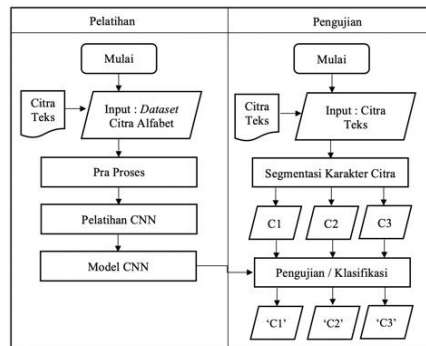 Pelatihan
Mulai
Citra
Teks
Input : Dataset
Citra Alfabet
Pra Proses
Pelatihan CNN
Model CNN
Pengujian
Mulai
Citra
Teks
Input : Citra
Teks
Segmentasi Karakter Citra
C1 C2 C3
Pengujian / Klasifikasi
'C1' 'C2' 'C3'